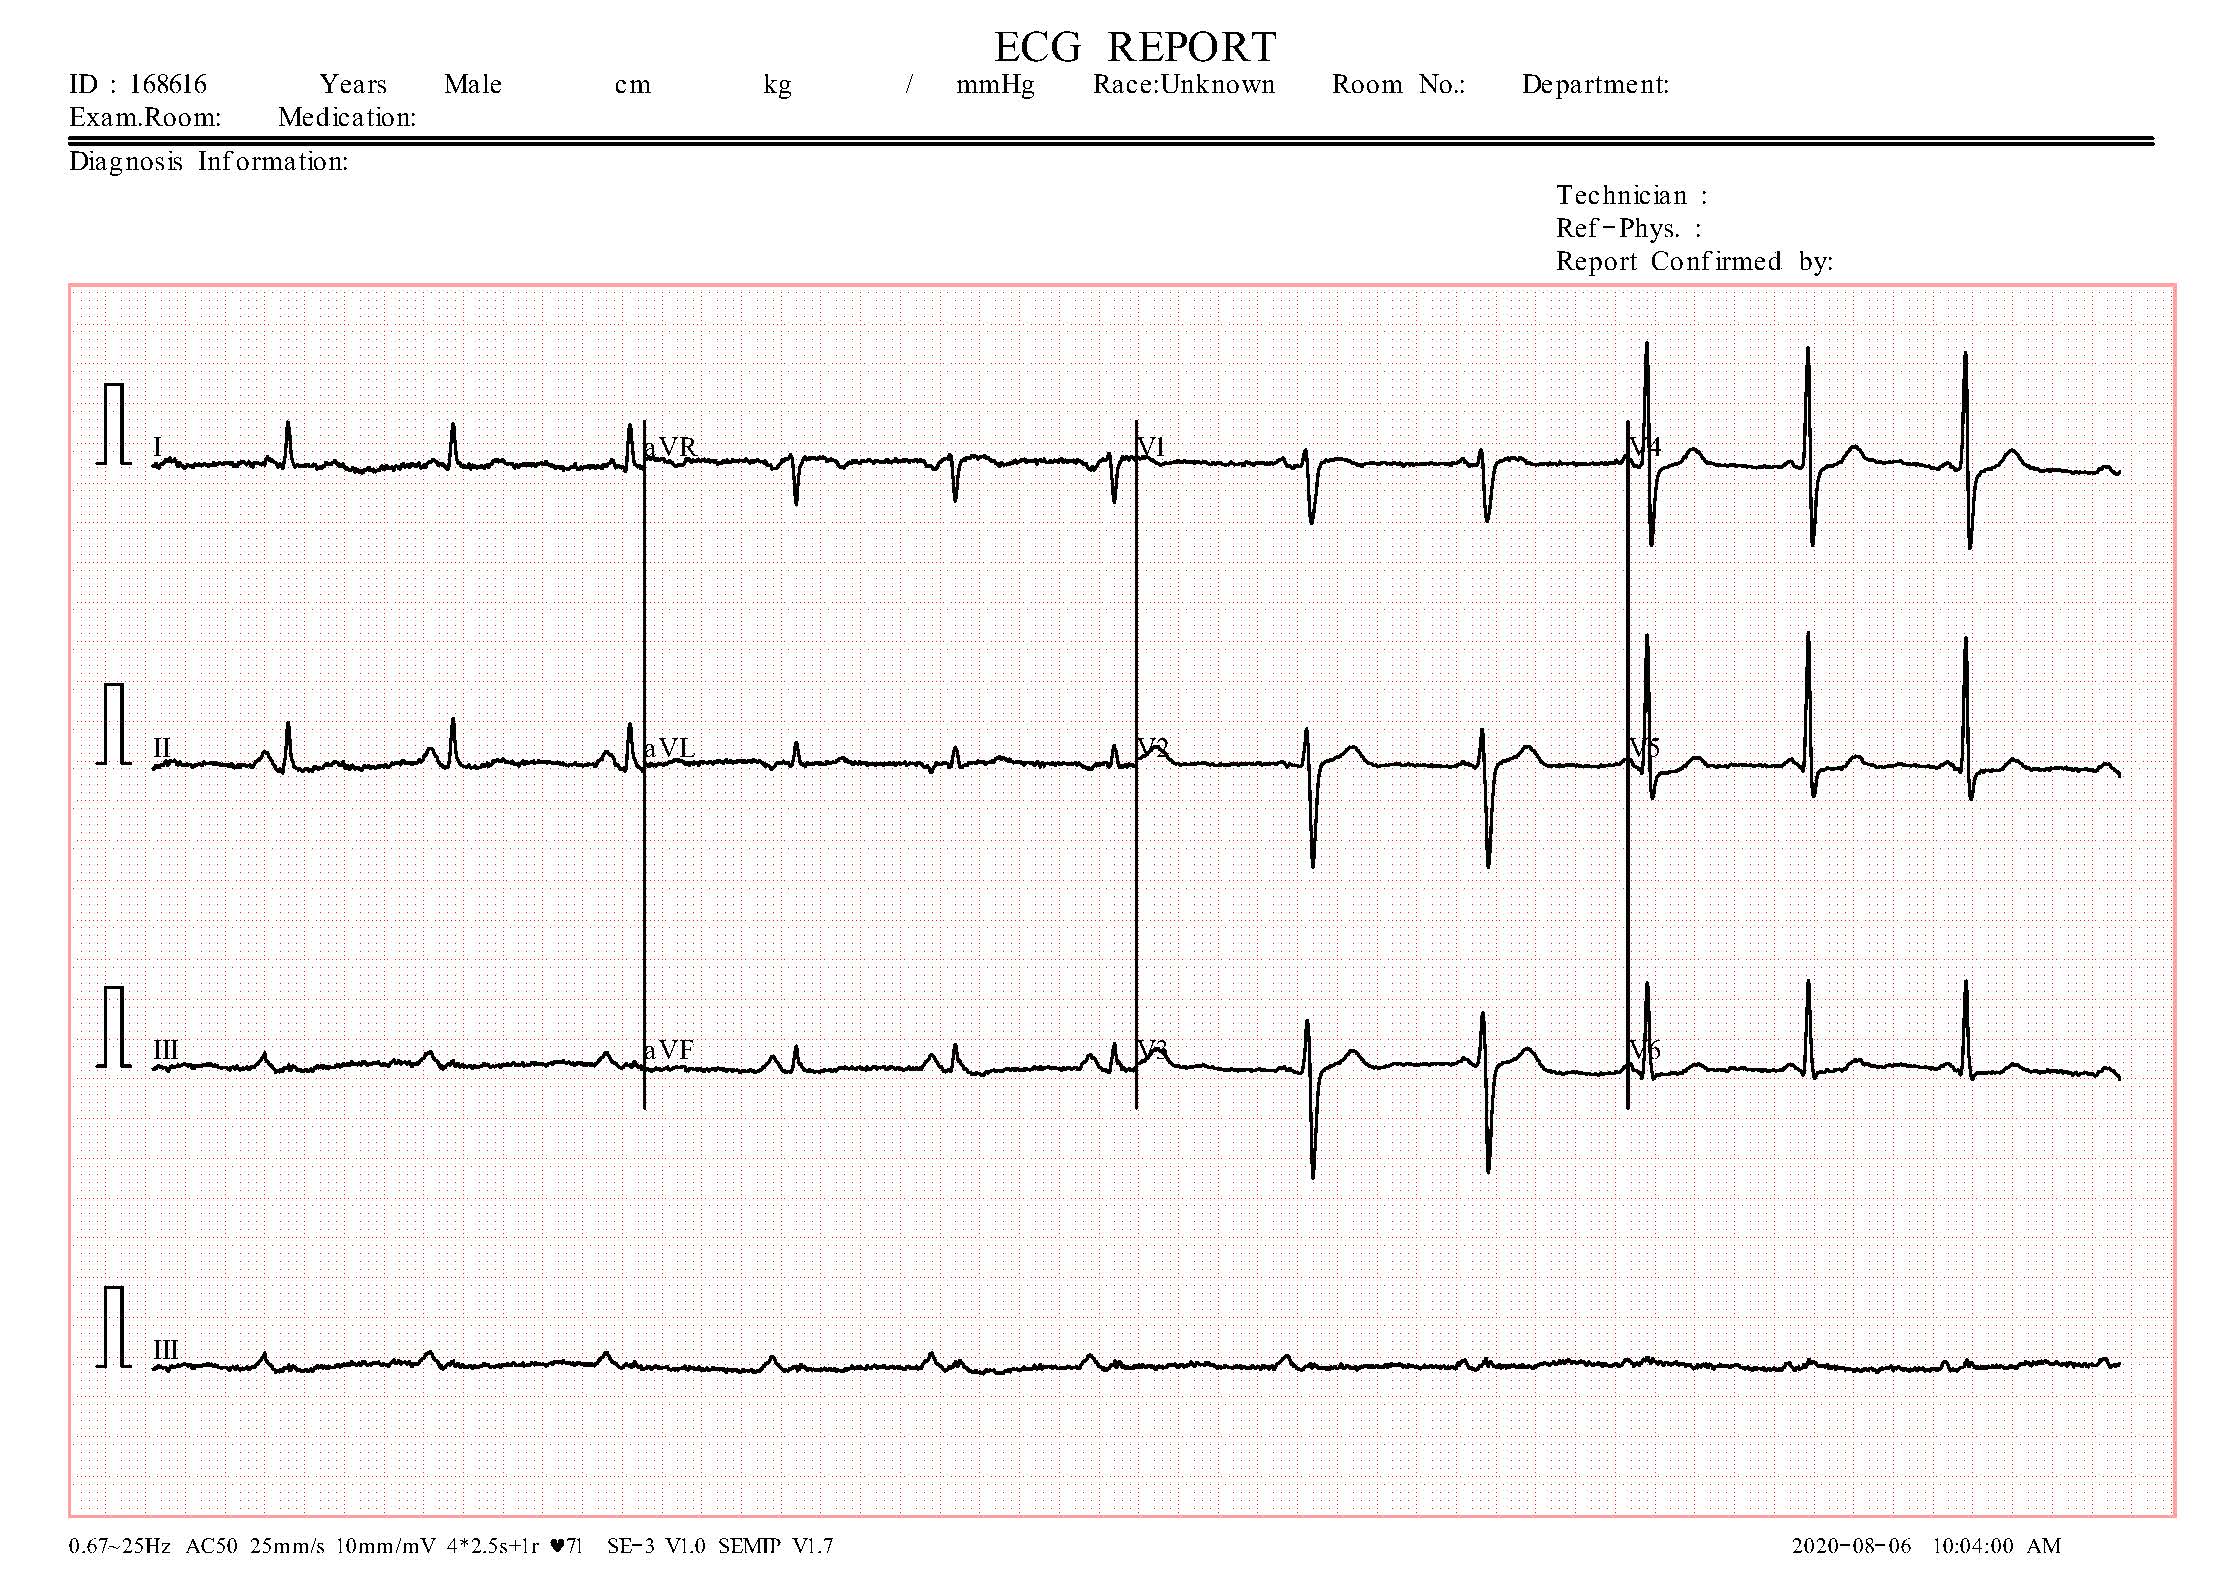 ECG REPORT
ID : 168616 Years Male cm kg / mmHg Race:Unknown Room No.: Department:
Exam.Room: Medication:
Diagnosis Information:
Technician :
Ref-Phys. :
Report Confirmed by:
I aVR V1 V4
II aVL V2 V5
III aVF V3 V6
III
0.67~25Hz AC50 25mm/s 10mm/mV 4*2.5s+1r ♥71 SE-3 V1.0 SEMIP V1.7 2020-08-06 10:04:00 AM